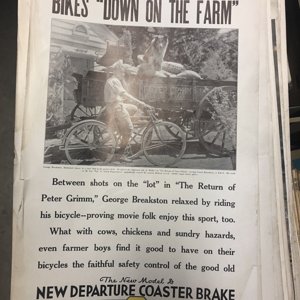 BIKES "DOWN ON THE FARM"
Between shots on the "lot" in "The Return of
Peter Grimm," George Breakston relaxed by riding
his bicycle—proving movie folk enjoy this sport, too.
What with cows, chickens and sundry hazards,
even farmer boys find it good to have on their
bicycles the faithful safety control of the good old
The New Model D
NEW DEPARTURE COASTER BRAKE